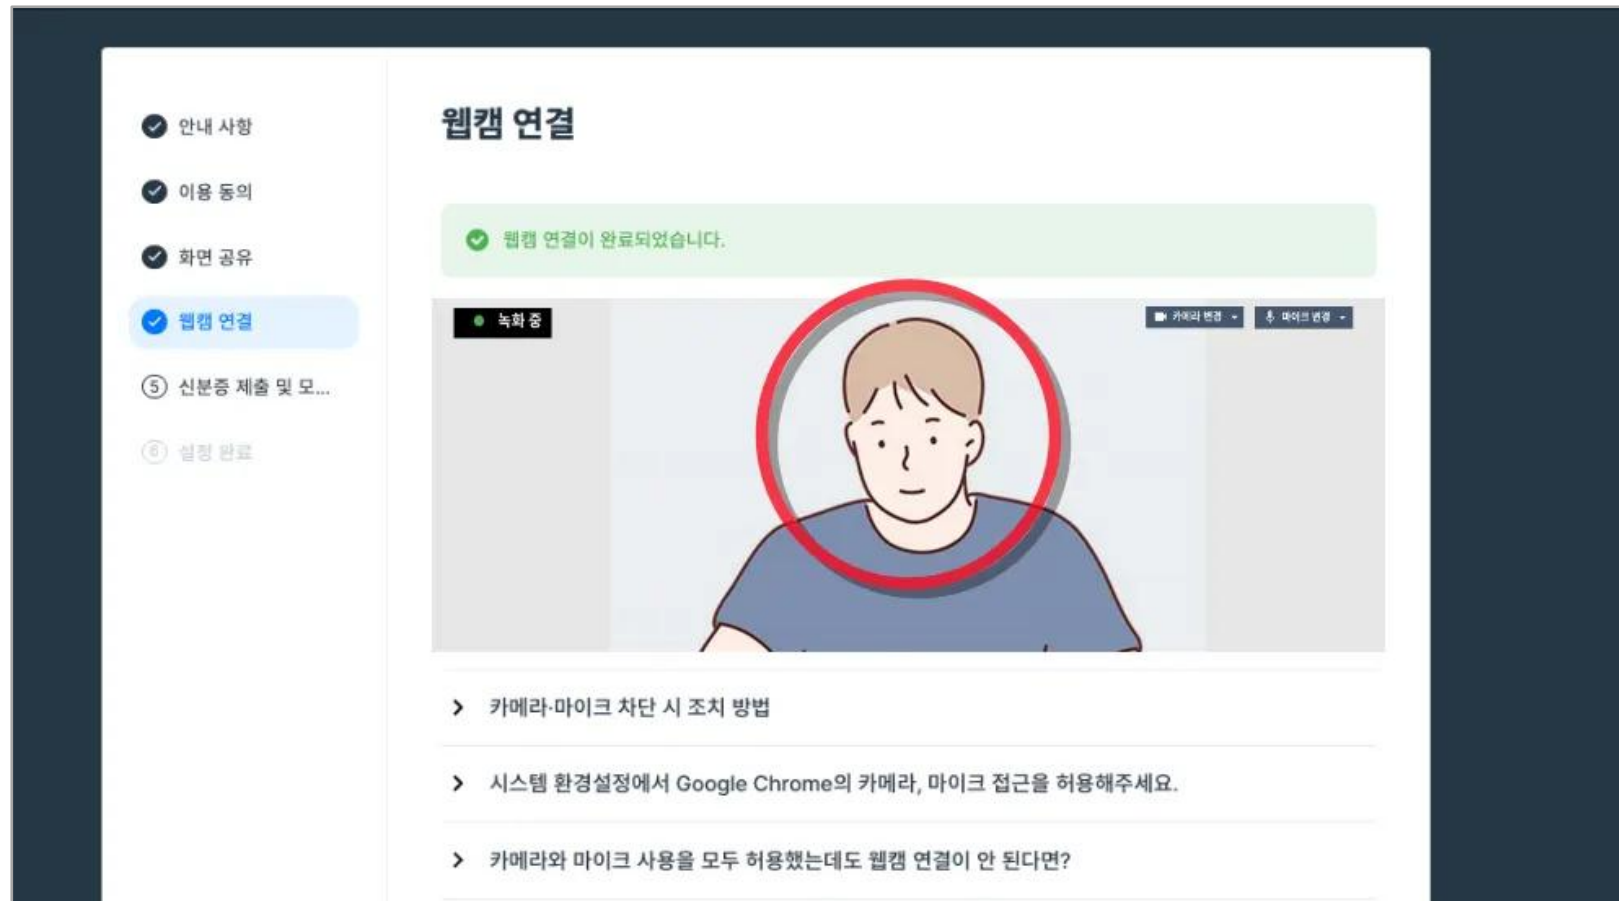 안내 사항
이용 동의
화면 공유
웹캠 연결
5 신분증 제출 및 모...
6 설정 완료
웹캠 연결
웹캠 연결이 완료되었습니다.
녹화 중
카메라 변경
마이크 변경
카메라·마이크 차단 시 조치 방법
시스템 환경설정에서 Google Chrome의 카메라, 마이크 접근을 허용해주세요.
카메라와 마이크 사용을 모두 허용했는데도 웹캠 연결이 안 된다면?